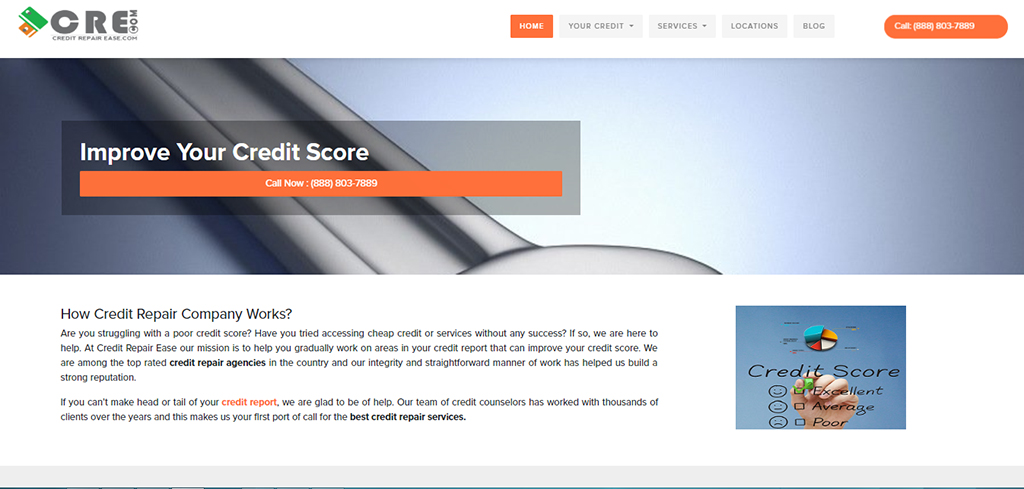 CRE.COM
CREDIT REPAIR EASE.COM
HOME
YOUR CREDIT
SERVICES
LOCATIONS
BLOG
Call: (888) 803-7889
Improve Your Credit Score
Call Now : (888) 803-7889
How Credit Repair Company Works?
Are you struggling with a poor credit score? Have you tried accessing cheap credit or services without any success? If so, we are here to
help. At Credit Repair Ease our mission is to help you gradually work on areas in your credit report that can improve your credit score. We
are among the top rated credit repair agencies in the country and our integrity and straightforward manner of work has helped us build a
strong reputation.
If you can't make head or tail of your credit report, we are glad to be of help. Our team of credit counselors has worked with thousands of
clients over the years and this makes us your first port of call for the best credit repair services.
Credit Score
Excellent
Average
Poor